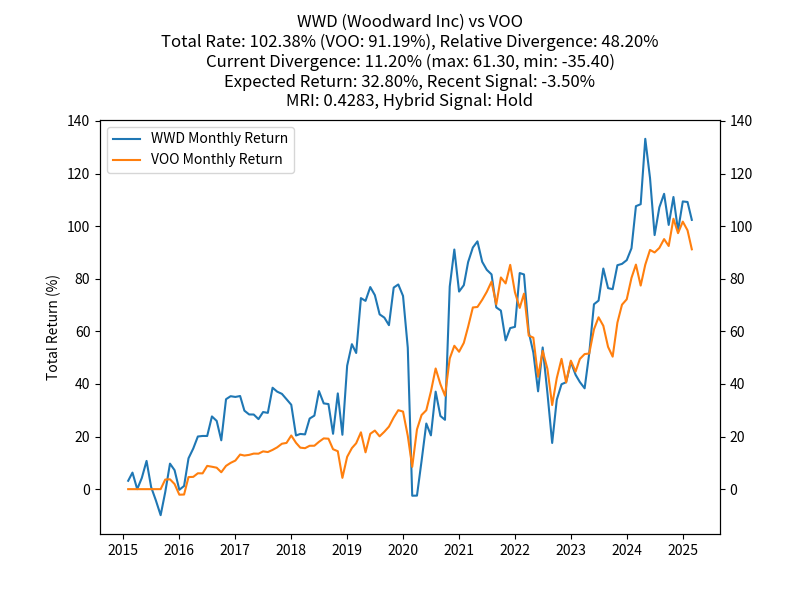 WWD (Woodward Inc) vs VOO
Total Rate: 102.38% (VOO: 91.19%), Relative Divergence: 48.20%
Current Divergence: 11.20% (max: 61.30, min: -35.40)
Expected Return: 32.80%, Recent Signal: -3.50%
MRI: 0.4283, Hybrid Signal: Hold
WWD Monthly Return
VOO Monthly Return
Total Return (%)
140 140
120 120
100 100
80 80
60 60
40 40
20 20
0 0
2015 2016 2017 2018 2019 2020 2021 2022 2023 2024 2025